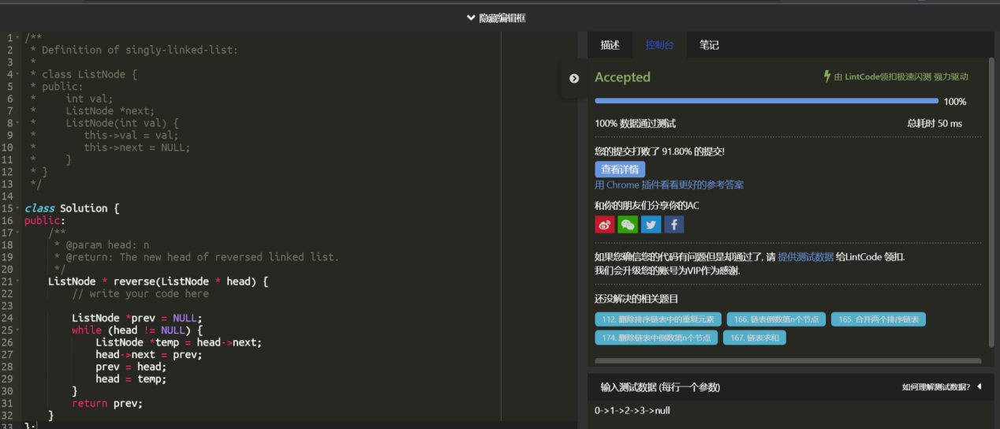 隐藏编辑框
1 /**
2  * Definition of singly-linked-list:
3  *
4  * class ListNode {
5  * public:
6  *     int val;
7  *     ListNode *next;
8  *     ListNode(int val) {
9  *        this->val = val;
10  *        this->next = NULL;
11  *     }
12  * }
13  */
14
15 class Solution {
16 public:
17     /**
18      * @param head: n
19      * @return: The new head of reversed linked list.
20      */
21     ListNode * reverse(ListNode * head) {
22         // write your code here
23
24         ListNode *prev = NULL;
25         while (head != NULL) {
26             ListNode *temp = head->next;
27             head->next = prev;
28             prev = head;
29             head = temp;
30         }
31         return prev;
32     }
33 };
描述 控制台 笔记
Accepted 由 LintCode领扣极速闪测 强力驱动
100%
100% 数据通过测试 总耗时 50 ms
您的提交打败了 91.80% 的提交!
查看详情
用 Chrome 插件看看更好的参考答案
和你的朋友们分享你的AC
如果您确信您的代码有问题但是却通过了, 请 提供测试数据 给LintCode 领扣.
我们会升级您的账号为VIP作为感谢.
还没解决的相关题目
112. 删除排序链表中的重复元素 166. 链表倒数第n个节点 165. 合并两个排序链表
174. 删除链表中倒数第n个节点 167. 链表求和
输入测试数据 (每行一个参数) 如何理解测试数据?
0->1->2->3->null